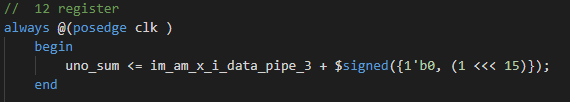 //  12 register
always @(posedge clk )
    begin
        uno_sum <= im_am_x_i_data_pipe_3 + $signed({1'b0, (1 <<< 15)});
    end